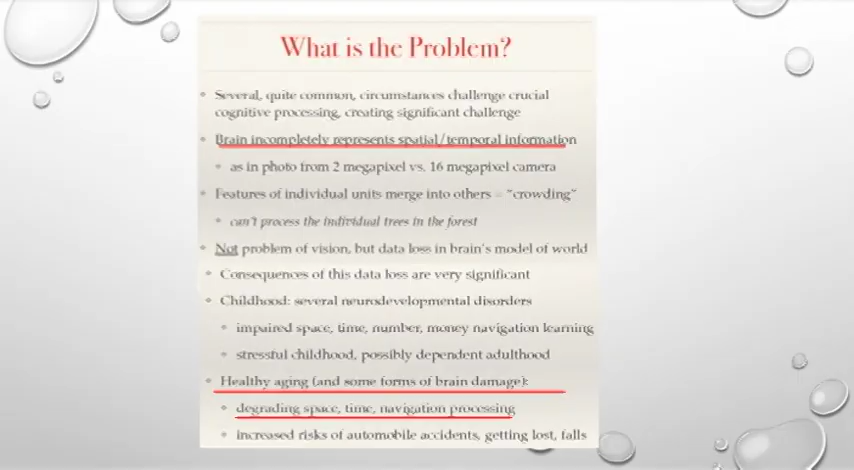 What is the Problem?
Several, quite common, circumstances challenge crucial
cognitive processing, creating significant challenge
Brain incompletely represents spatial/temporal information
as in photo from 2 megapixel vs. 16 megapixel camera
Features of individual units merge into others = "crowding"
can't process the individual trees in the forest
Not problem of vision, but data loss in brain's model of world
Consequences of this data loss are very significant
Childhood: several neurodevelopmental disorders
impaired space, time, number, money navigation learning
stressful childhood, possibly dependent adulthood
Healthy aging (and some forms of brain damage):
degrading space, time, navigation processing
increased risks of automobile accidents, getting lost, falls